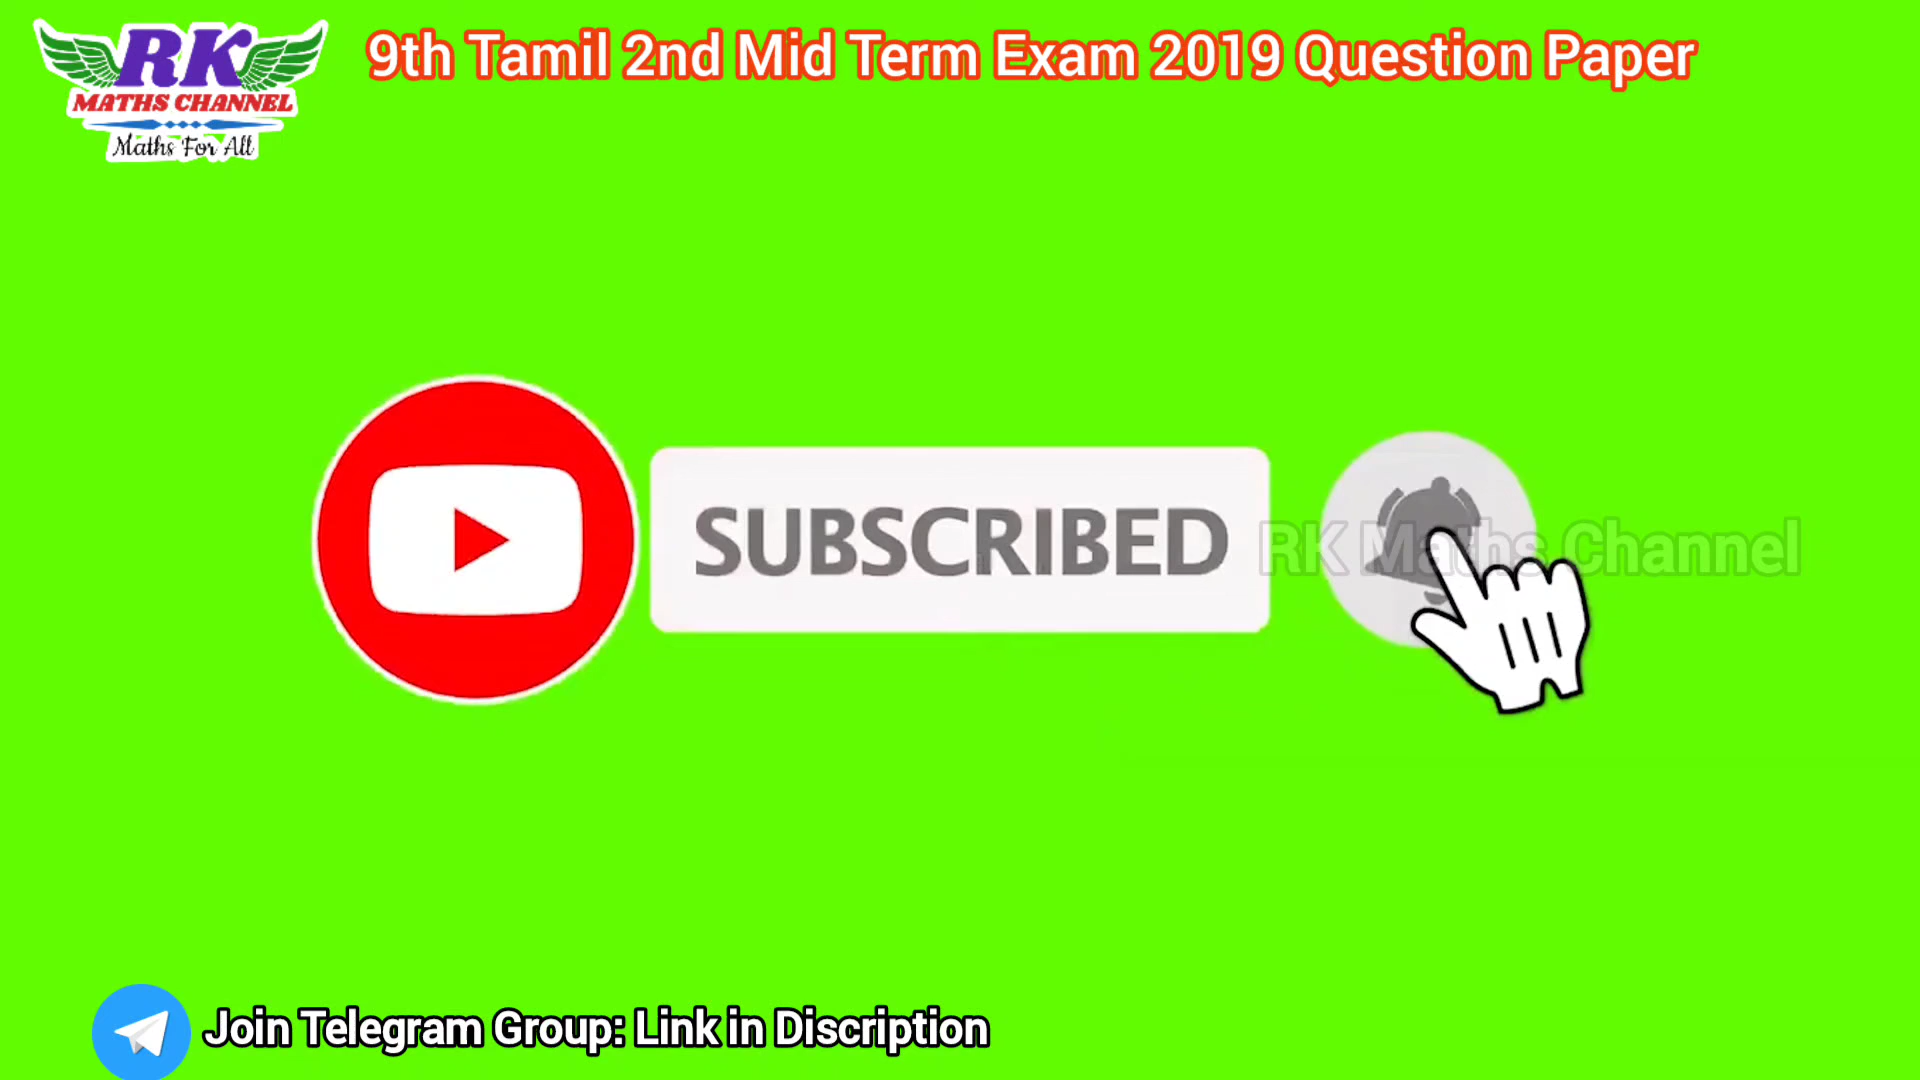 RK
MATHS CHANNEL
Maths For All
9th Tamil 2nd Mid Term Exam 2019 Question Paper
SUBSCRIBED
RK Maths Channel
Join Telegram Group: Link in Discription